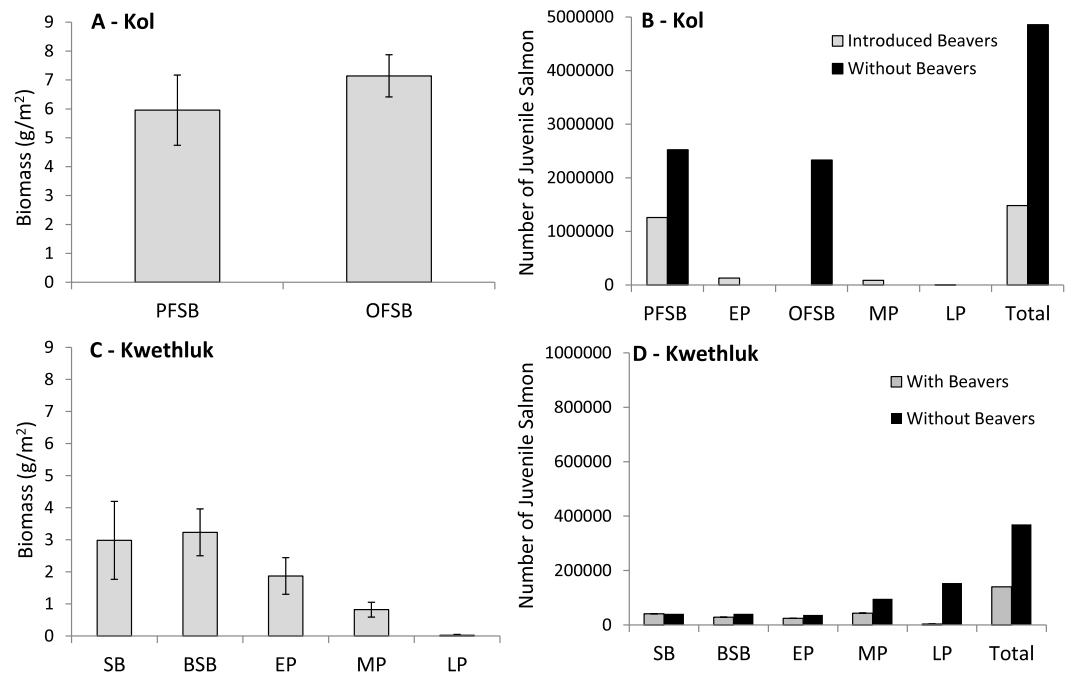 A - Kol
Biomass (g/m²)
9
8
7
6
5
4
3
2
1
0
PFSB OFSB
B - Kol
Number of Juvenile Salmon
5000000
4000000
3000000
2000000
1000000
0
Introduced Beavers
Without Beavers
PFSB EP OFSB MP LP Total
C - Kwethluk
Biomass (g/m²)
9
8
7
6
5
4
3
2
1
0
SB BSB EP MP LP
D - Kwethluk
Number of Juvenile Salmon
1000000
800000
600000
400000
200000
0
With Beavers
Without Beavers
SB BSB EP MP LP Total